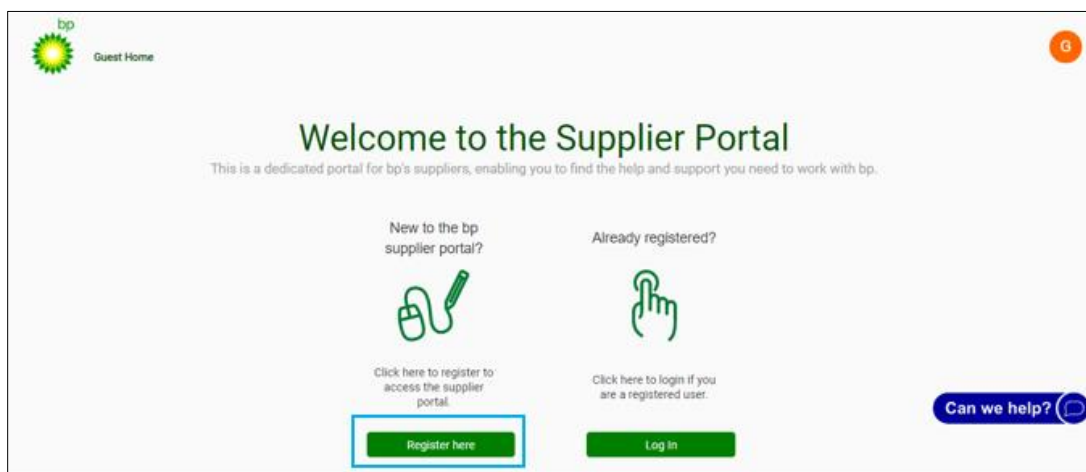 bp
Guest Home
G
Welcome to the Supplier Portal
This is a dedicated portal for bp's suppliers, enabling you to find the help and support you need to work with bp.
New to the bp
supplier portal?
Click here to register to
access the supplier
portal.
Register here
Already registered?
Click here to login if you
are a registered user.
Log In
Can we help?